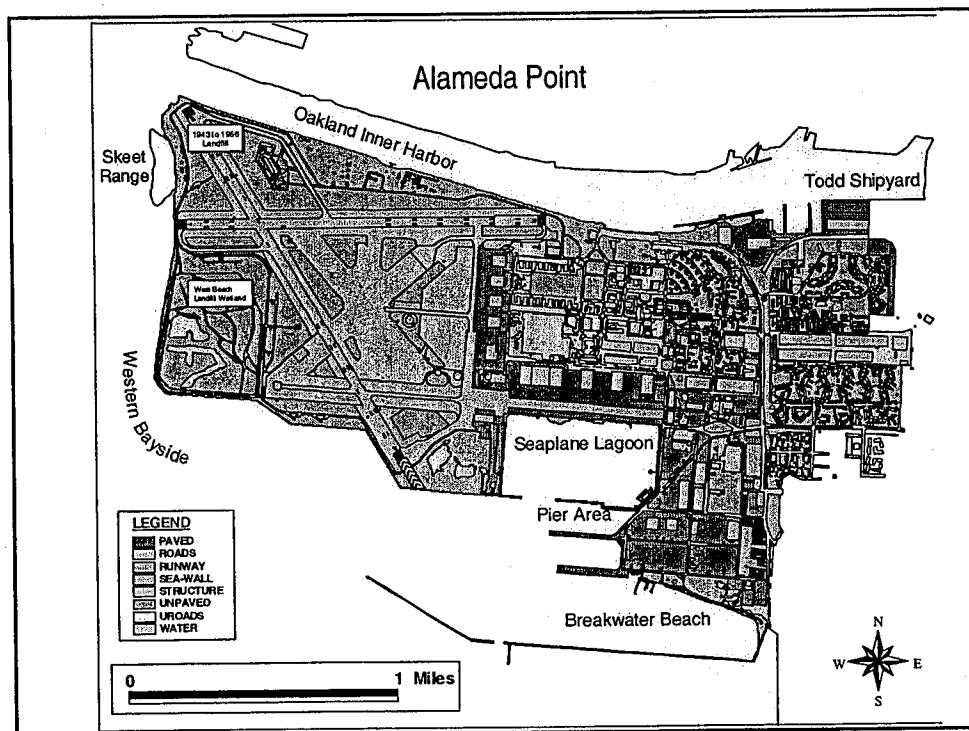 Alameda Point
Oakland Inner Harbor
1943 to 1956
Landfill
Skeet
Range
Todd Shipyard
West Beach
Landfill Wetland
Western Bayside
Seaplane Lagoon
Pier Area
Breakwater Beach
LEGEND
PAVED
ROADS
RUNWAY
SEA-WALL
STRUCTURE
UNPAVED
UROADS
WATER
0 1 Miles
N
W E
S